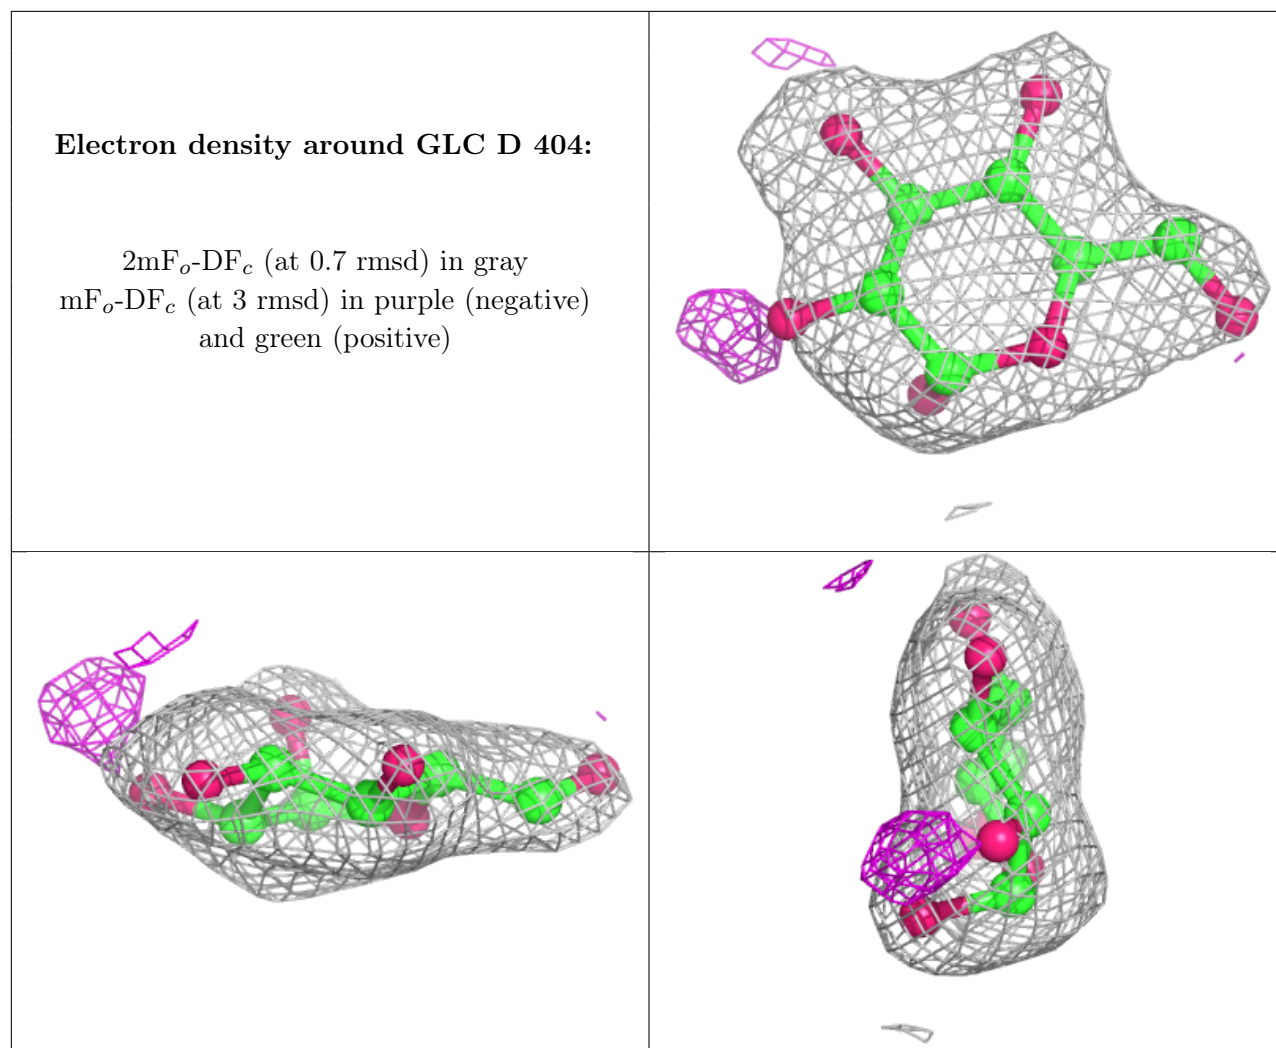 Electron density around GLC D 404:
2mFo-DFc (at 0.7 rmsd) in gray
mFo-DFc (at 3 rmsd) in purple (negative)
and green (positive)